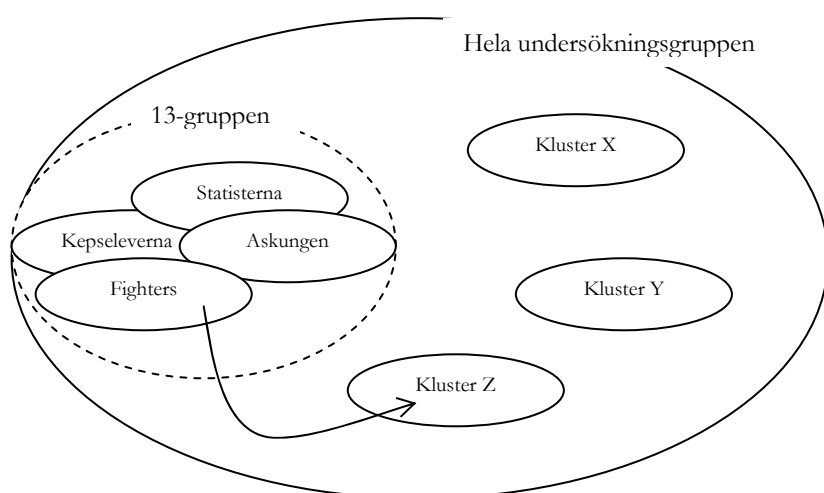 Hela undersökningsgruppen
13-gruppen
Kluster X
Statisterna
Kepseleverna
Askungen
Fighters
Kluster Y
Kluster Z